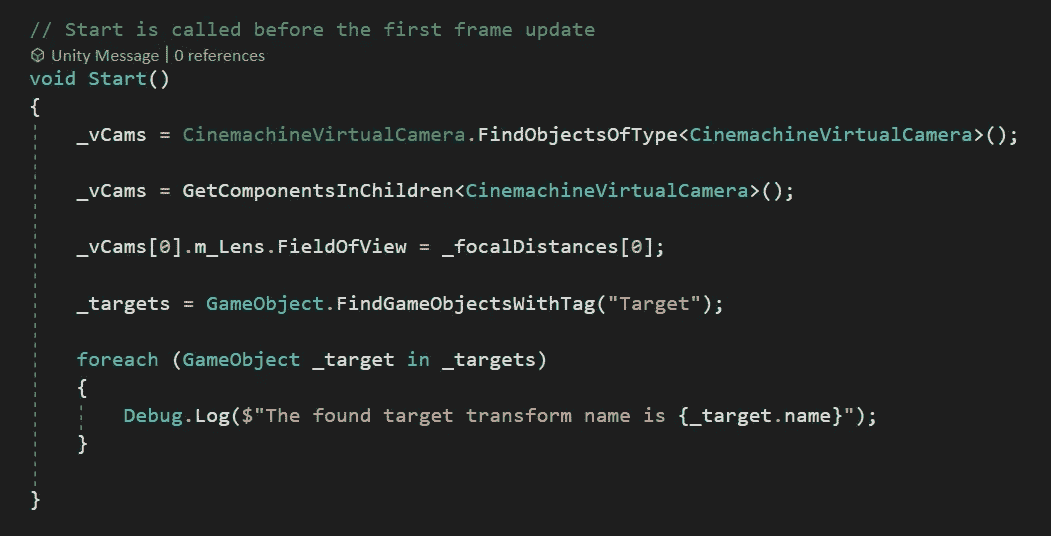 // Start is called before the first frame update
Unity Message | 0 references
void Start()
{
_vCams = CinemachineVirtualCamera.FindObjectsOfType<CinemachineVirtualCamera>();
_vCams = GetComponentsInChildren<CinemachineVirtualCamera>();
_vCams[0].m_Lens.FieldOfView = _focalDistances[0];
_targets = GameObject.FindGameObjectsWithTag("Target");
foreach (GameObject _target in _targets)
{
Debug.Log($"The found target transform name is {_target.name}");
}
}